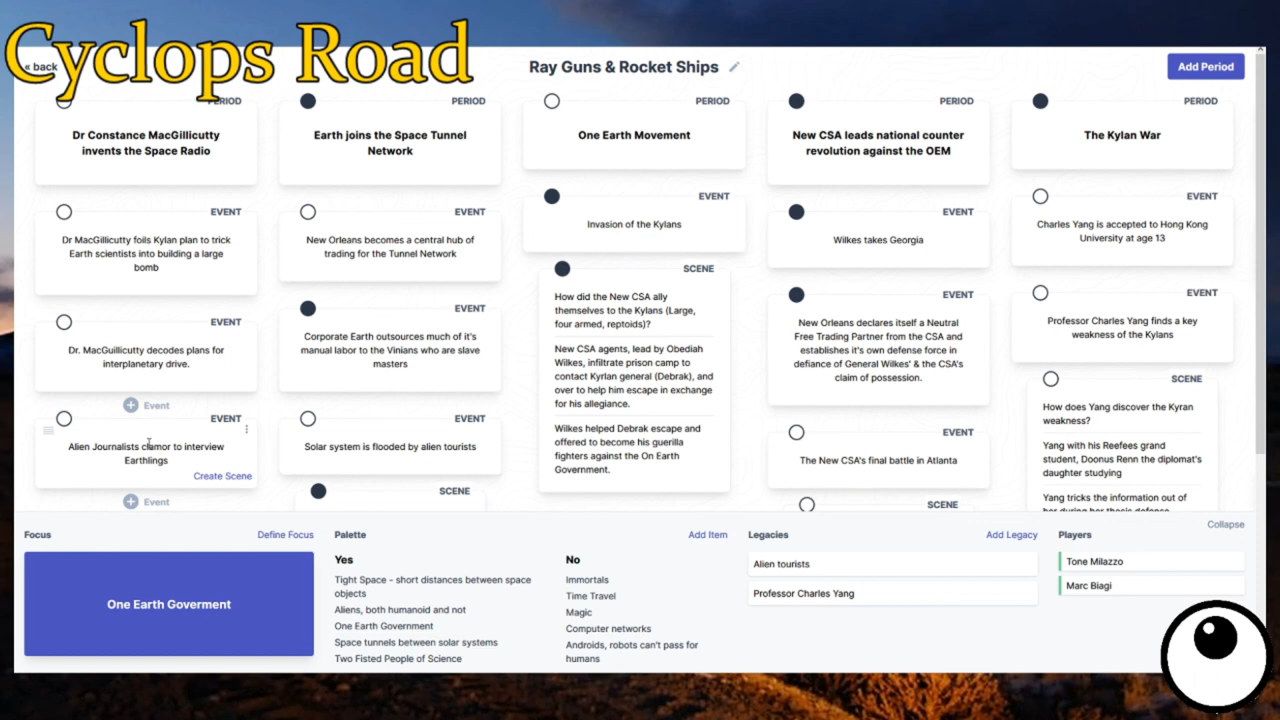 Cyclops Road
« back
Ray Guns & Rocket Ships
Add Period
PERIOD
Dr Constance MacGillicutty
invents the Space Radio
EVENT
Dr MacGillicutty foils Kylan plan to trick
Earth scientists into building a large
bomb
EVENT
Dr. MacGuillicutty decodes plans for
interplanetary drive.
Event
EVENT
Alien Journalists clamor to interview
Earthlings
Create Scene
Event
PERIOD
Earth joins the Space Tunnel
Network
EVENT
New Orleans becomes a central hub of
trading for the Tunnel Network
EVENT
Corporate Earth outsources much of it's
manual labor to the Vinians who are slave
masters
EVENT
Solar system is flooded by alien tourists
SCENE
PERIOD
One Earth Movement
EVENT
Invasion of the Kylans
SCENE
How did the New CSA ally
themselves to the Kylans (Large,
four armed, reptoids)?
New CSA agents, lead by Obediah
Wilkes, infiltrate prison camp to
contact Kyrlan general (Debrak), and
over to help him escape in exchange
for his allegiance.
Wilkes helped Debrak escape and
offered to become his guerilla
fighters against the On Earth
Government.
PERIOD
New CSA leads national counter
revolution against the OEM
EVENT
Wilkes takes Georgia
EVENT
New Orleans declares itself a Neutral
Free Trading Partner from the CSA and
establishes it's own defense force in
defiance of General Wilkes' & the CSA's
claim of possession.
EVENT
The New CSA's final battle in Atlanta
SCENE
PERIOD
The Kylan War
EVENT
Charles Yang is accepted to Hong Kong
University at age 13
EVENT
Professor Charles Yang finds a key
weakness of the Kylans
SCENE
How does Yang discover the Kyran
weakness?
Yang with his Reefees grand
student, Doonus Renn the diplomat's
daughter studying
Yang tricks the information out of
her during her thesis defense
Collapse
Focus
Define Focus
One Earth Goverment
Palette
Add Item
Yes
Tight Space - short distances between space
objects
Aliens, both humanoid and not
One Earth Government
Space tunnels between solar systems
Two Fisted People of Science
No
Immortals
Time Travel
Magic
Computer networks
Androids, robots can't pass for
humans
Legacies
Add Legacy
Alien tourists
Professor Charles Yang
Players
Tone Milazzo
Marc Biagi